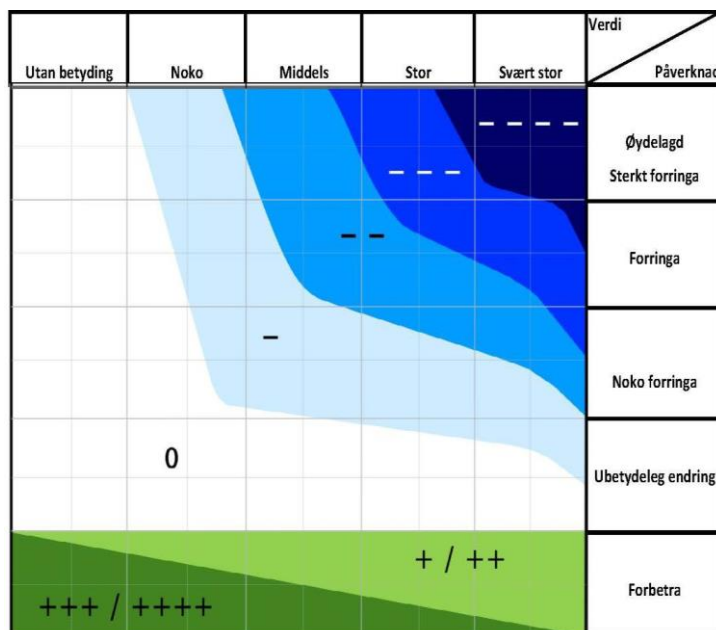 Verdi
Utan betyding Noko Middels Stor Svært stor Påverknad
– – – – Øydelagd
– – – Sterkt forringa
– – Forringa
–
Noko forringa
0
Ubetydeleg endring
+ / ++
+++ / ++++ Forbetra